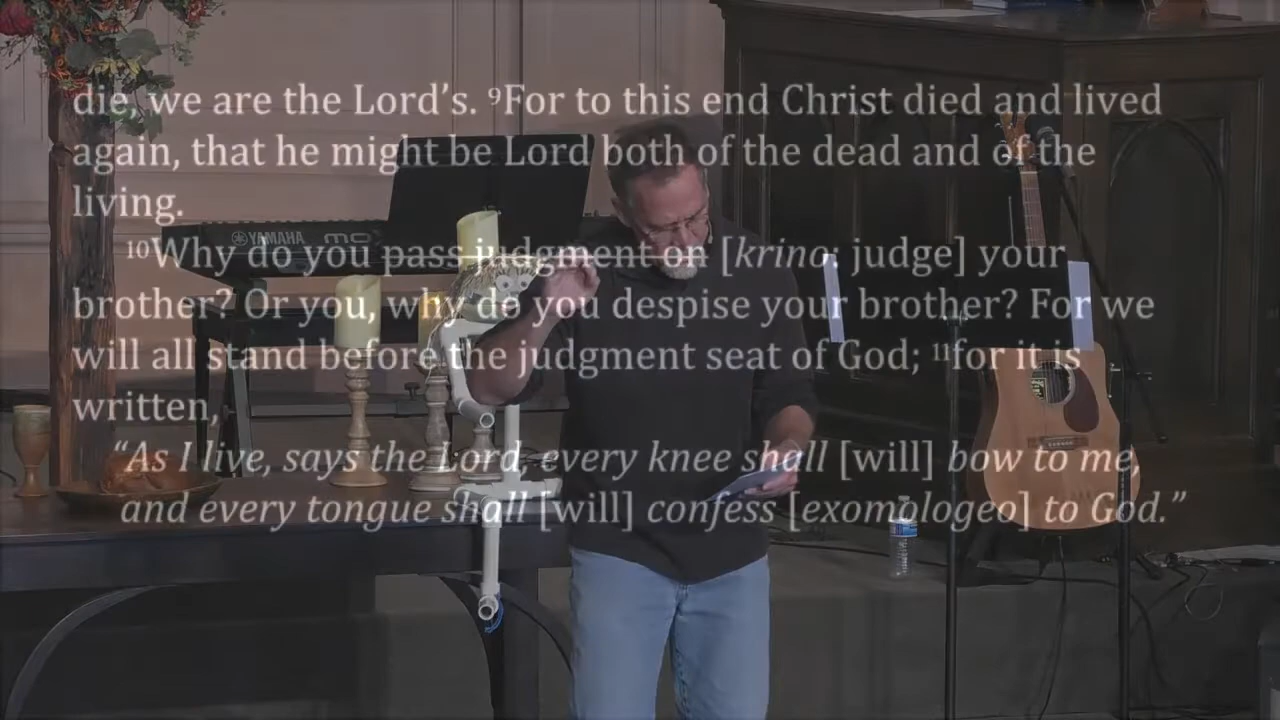 die, we are the Lord’s. ⁹For to this end Christ died and lived
again, that he might be Lord both of the dead and of the
living.
¹⁰Why do you pass judgment on [krino: judge] your
brother? Or you, why do you despise your brother? For we
will all stand before the judgment seat of God; ¹¹for it is
written,
“As I live, says the Lord, every knee shall [will] bow to me,
and every tongue shall [will] confess [exomologeo] to God.”
YAMAHA